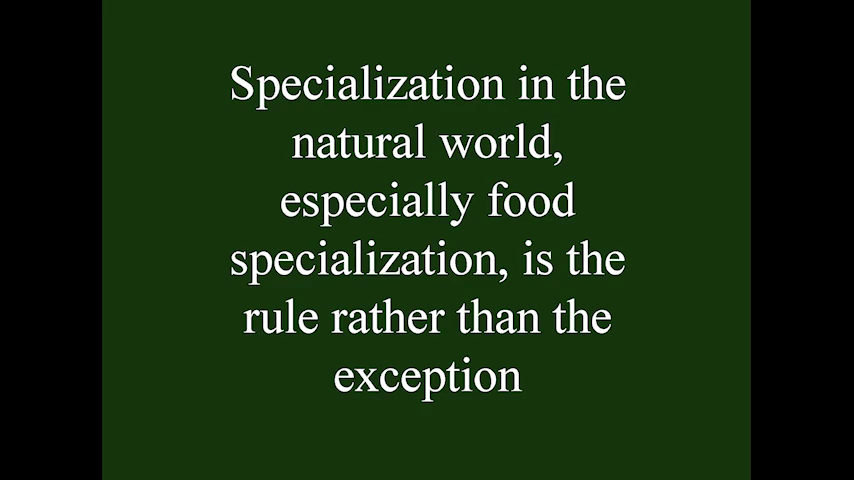 Specialization in the
natural world,
especially food
specialization, is the
rule rather than the
exception